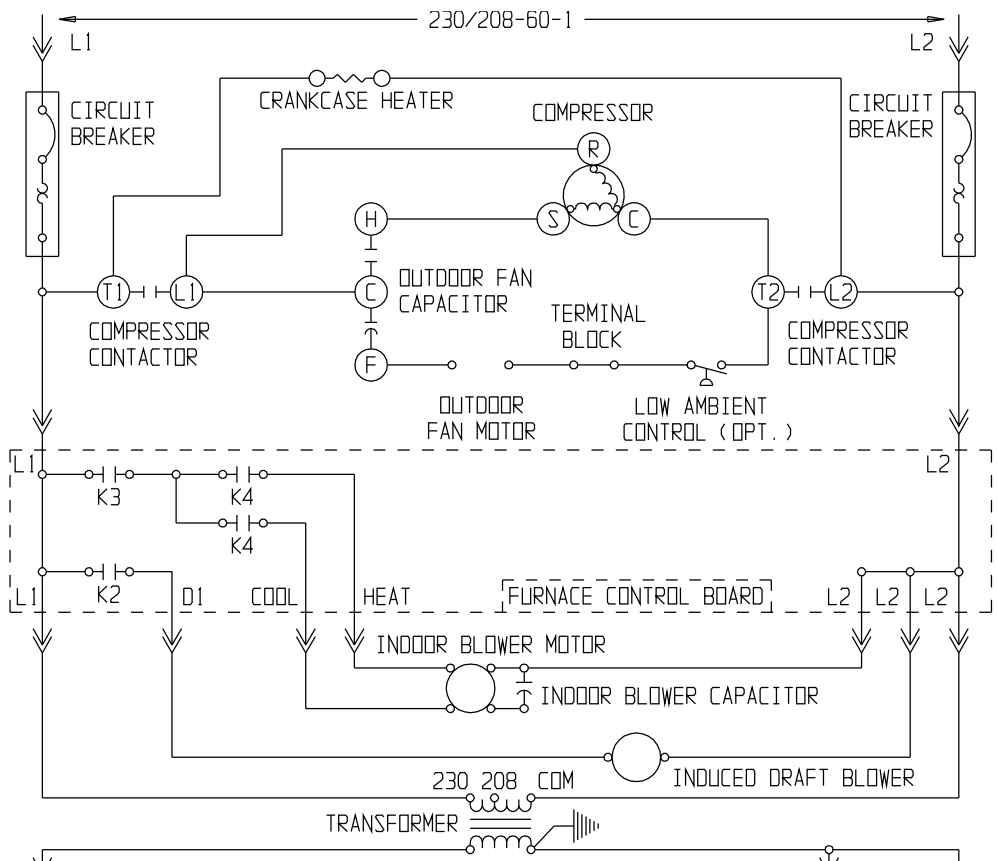 230/208-60-1
L1
L2
CRANKCASE HEATER
CIRCUIT
BREAKER
COMPRESSOR
CIRCUIT
BREAKER
R
H
S
C
T1
L1
C
OUTDOOR FAN
CAPACITOR
T2
L2
COMPRESSOR
CONTACTOR
TERMINAL
BLOCK
COMPRESSOR
CONTACTOR
F
OUTDOOR
FAN MOTOR
LOW AMBIENT
CONTROL (OPT.)
L1
L2
K3
K4
K4
L1
K2
D1
COOL
HEAT
FURNACE CONTROL BOARD
L2
L2
L2
INDOOR BLOWER MOTOR
INDOOR BLOWER CAPACITOR
INDUCED DRAFT BLOWER
230 208 COM
TRANSFORMER